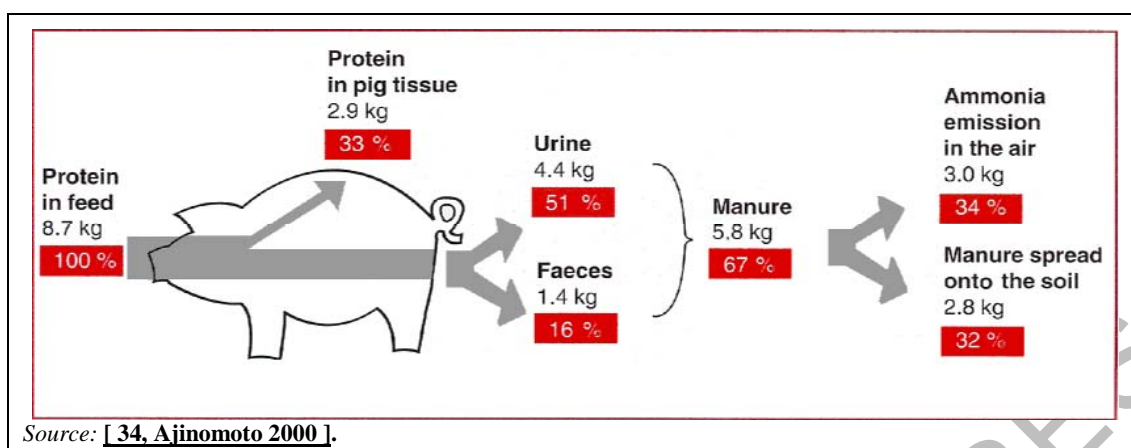 Protein
in feed
8.7 kg
100 %
Protein
in pig tissue
2.9 kg
33 %
Urine
4.4 kg
51 %
Faeces
1.4 kg
16 %
Manure
5.8 kg
67 %
Ammonia
emission
in the air
3.0 kg
34 %
Manure spread
onto the soil
2.8 kg
32 %
Source: [ 34, Ajinomoto 2000 ].